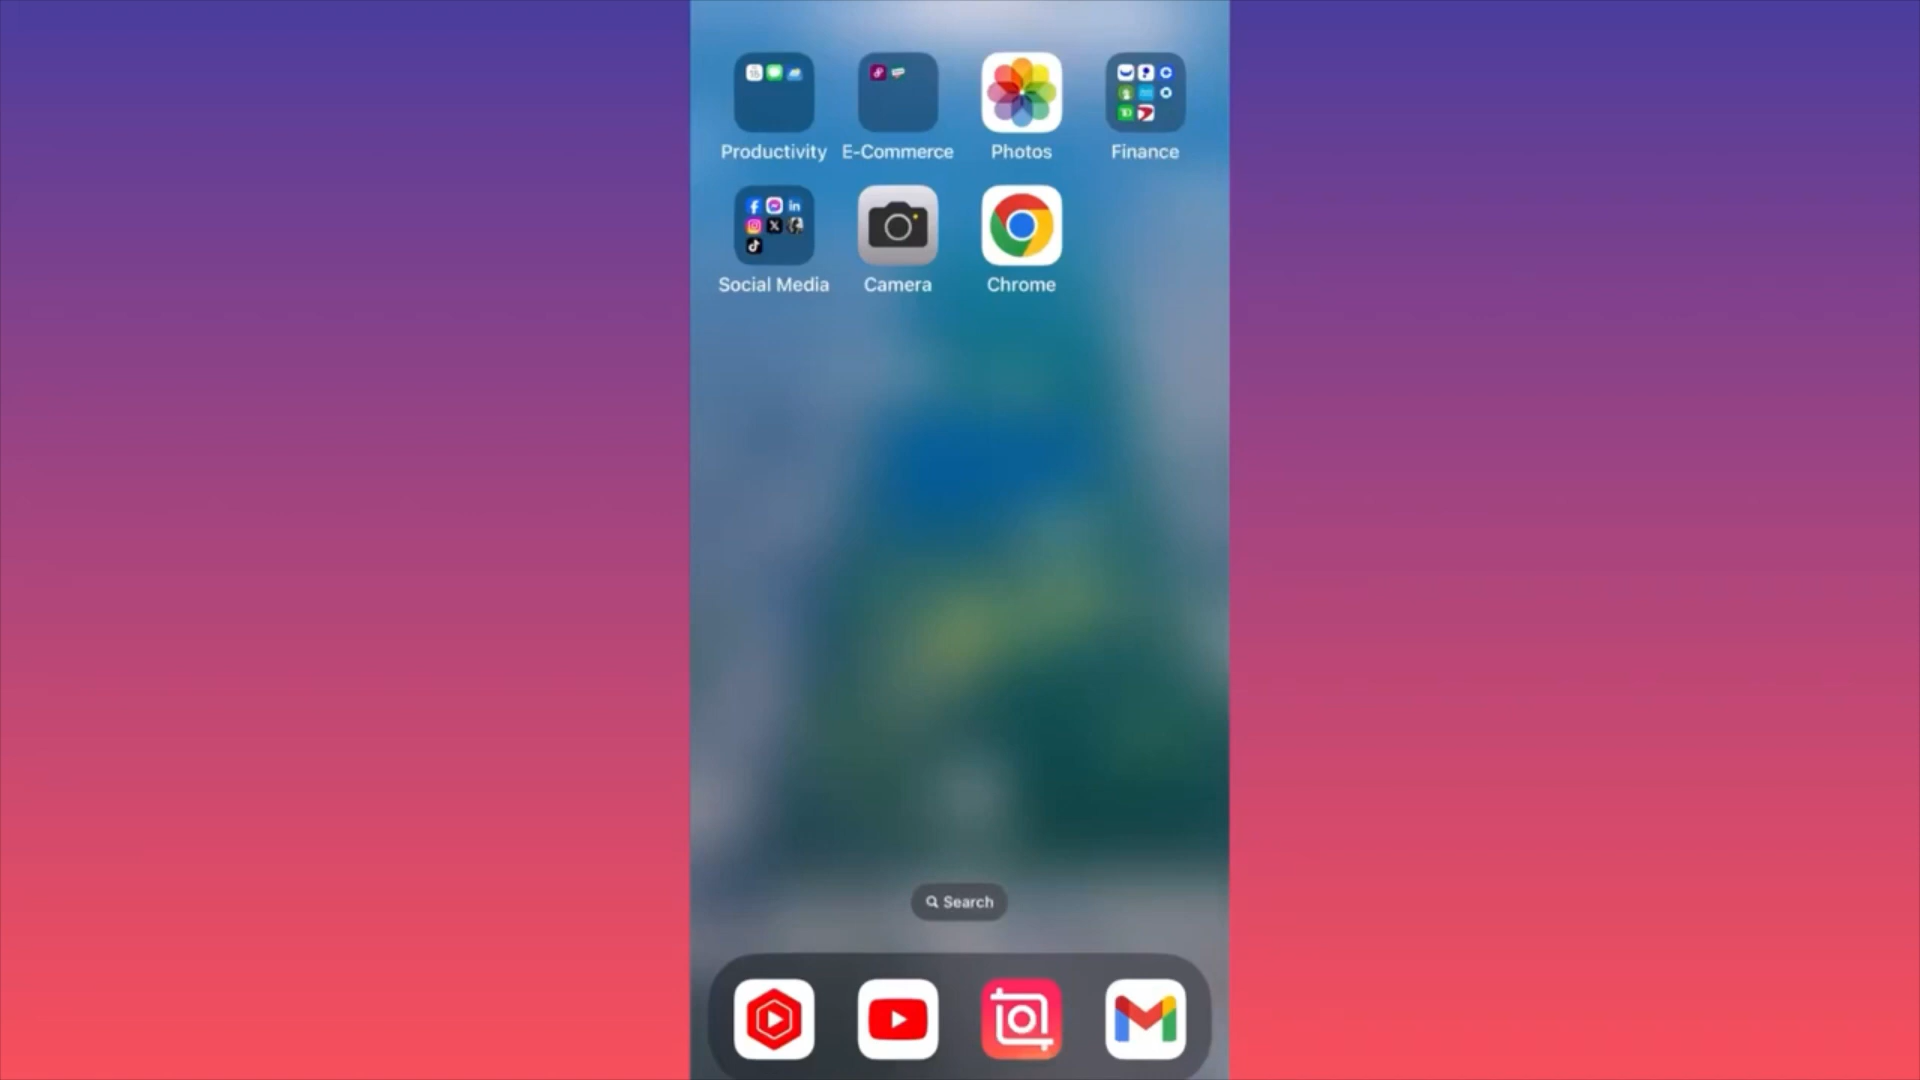 Productivity
E-Commerce
Photos
Finance
Social Media
Camera
Chrome
Search